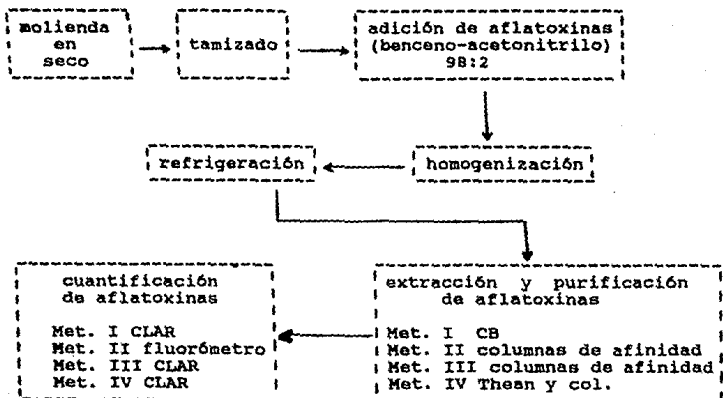 molienda
en
seco
tamizado
adición de aflatoxinas
(benceno-acetonitrilo)
98:2
homogenización
refrigeración
extracción y purificación
de aflatoxinas
Met. I CB
Met. II columnas de afinidad
Met. III columnas de afinidad
Met. IV Thean y col.
cuantificación
de aflatoxinas
Met. I CLAR
Met. II fluorómetro
Met. III CLAR
Met. IV CLAR